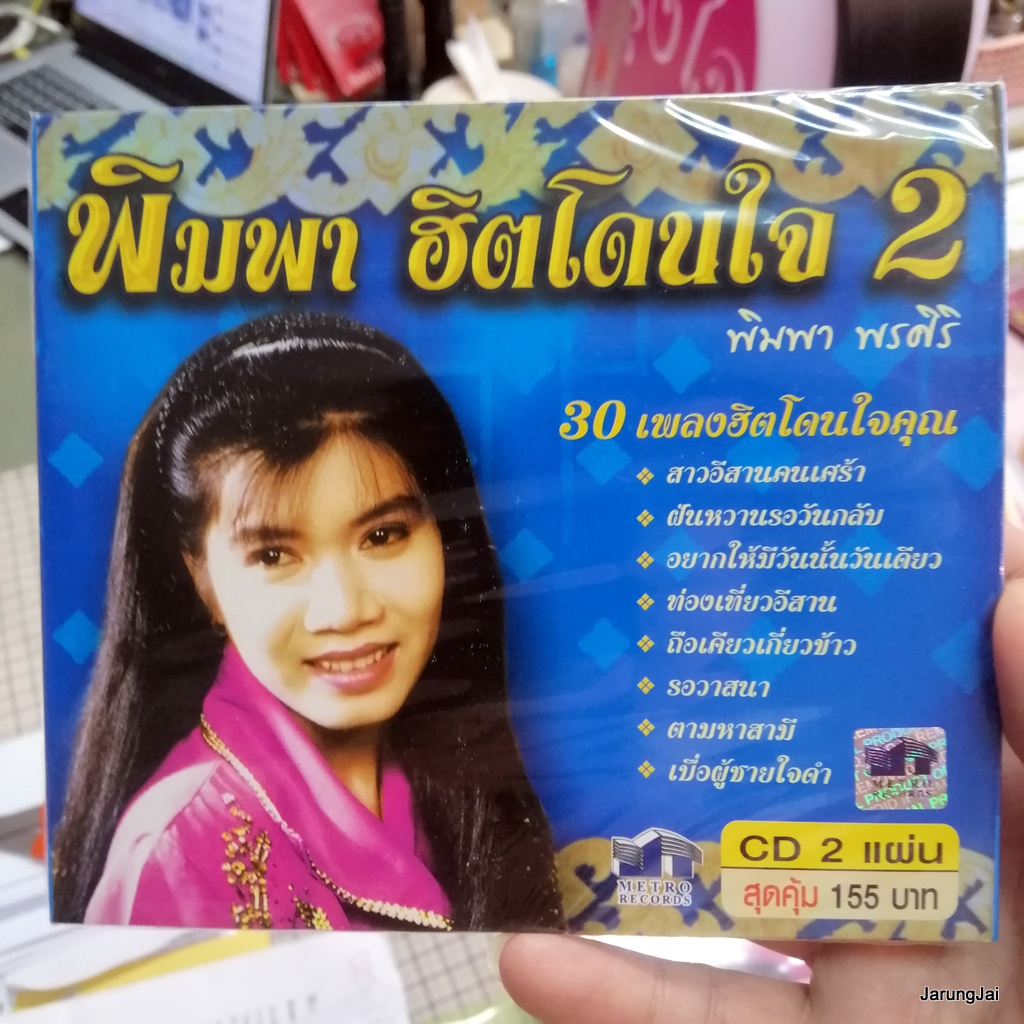 พิมพา ฮิตโดนใจ 2
พิมพา พรศิริ
30 เพลงฮิตโดนใจคุณ
สาวอีสานคนเศร้า
ฝันหวานรอวันกลับ
อยากให้มีวันนั้นวันเดียว
ท่องเที่ยวอีสาน
ถือเคียวเกี่ยวข้าว
รอวาสนา
ตามหาสามี
เบื่อผู้ชายใจดำ
METRO
RECORDS
METRO
RECORDS
CD 2 แผ่น
สุดคุ้ม 155 บาท
JarungJai